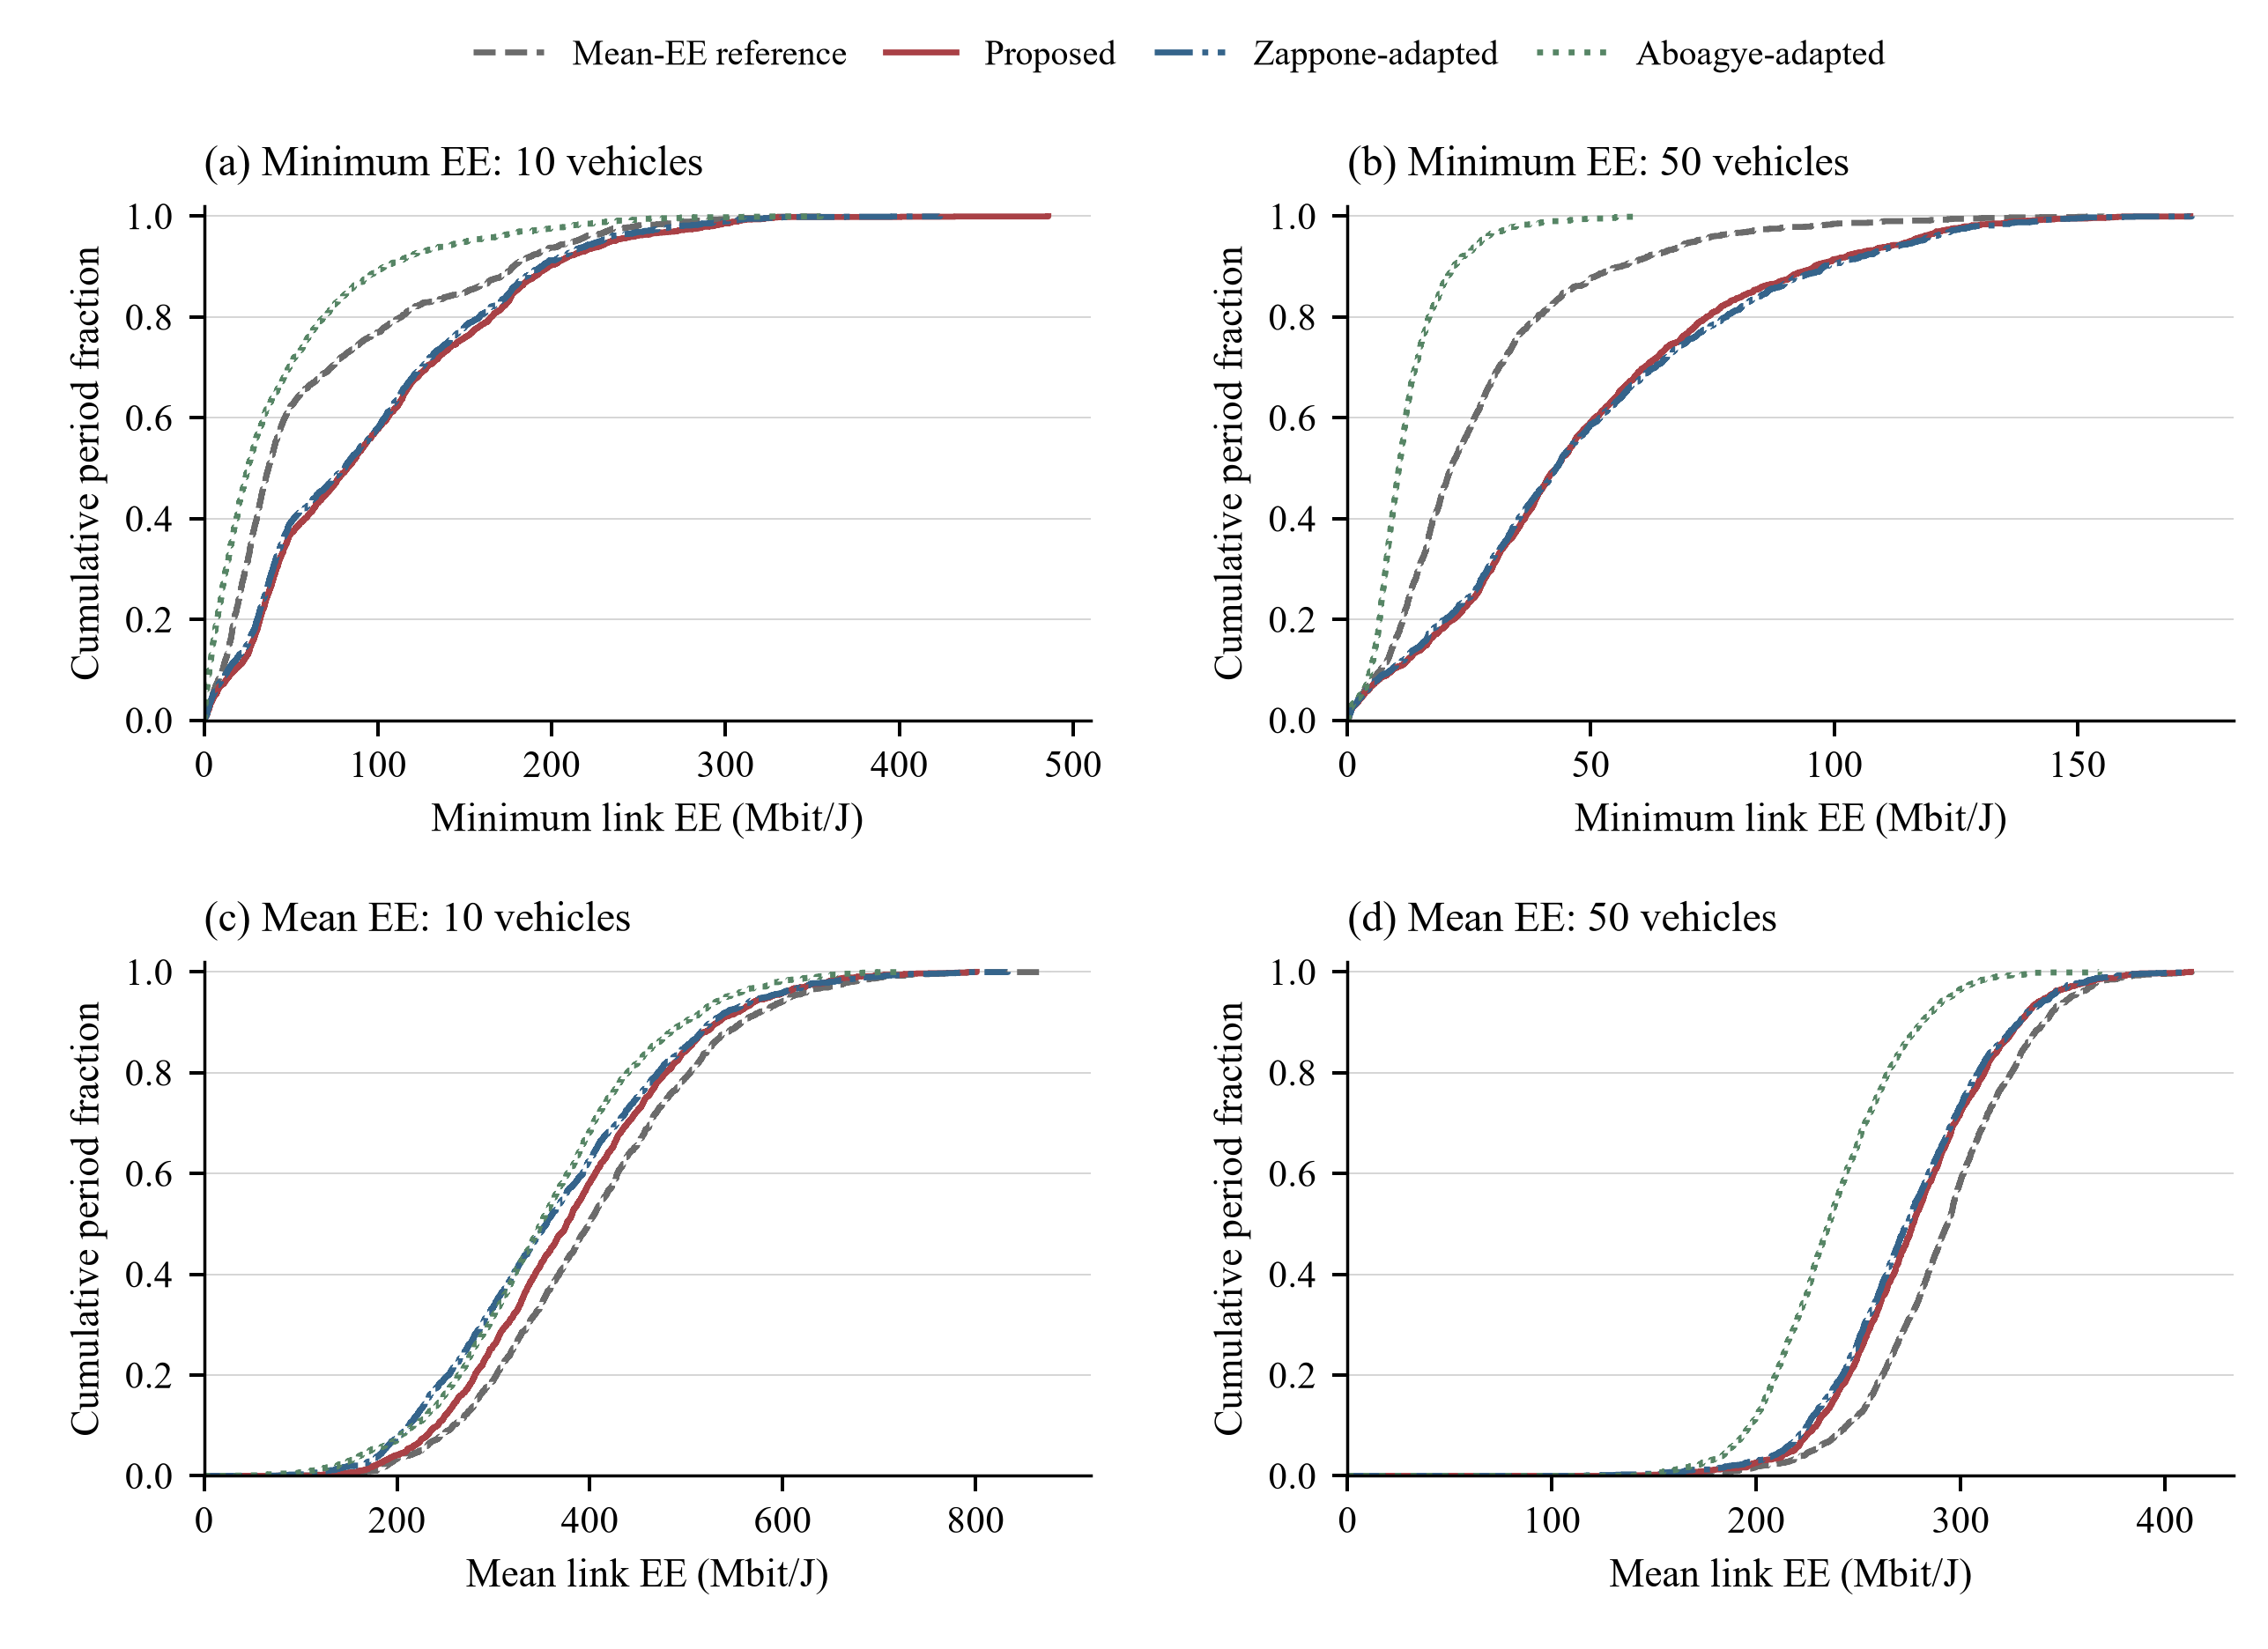 Mean-EE reference Proposed Zappone-adapted Aboagye-adapted
(a) Minimum EE: 10 vehicles
Cumulative period fraction
1.0
0.8
0.6
0.4
0.2
0.0
0 100 200 300 400 500
Minimum link EE (Mbit/J)
(b) Minimum EE: 50 vehicles
Cumulative period fraction
1.0
0.8
0.6
0.4
0.2
0.0
0 50 100 150
Minimum link EE (Mbit/J)
(c) Mean EE: 10 vehicles
Cumulative period fraction
1.0
0.8
0.6
0.4
0.2
0.0
0 200 400 600 800
Mean link EE (Mbit/J)
(d) Mean EE: 50 vehicles
Cumulative period fraction
1.0
0.8
0.6
0.4
0.2
0.0
0 100 200 300 400
Mean link EE (Mbit/J)